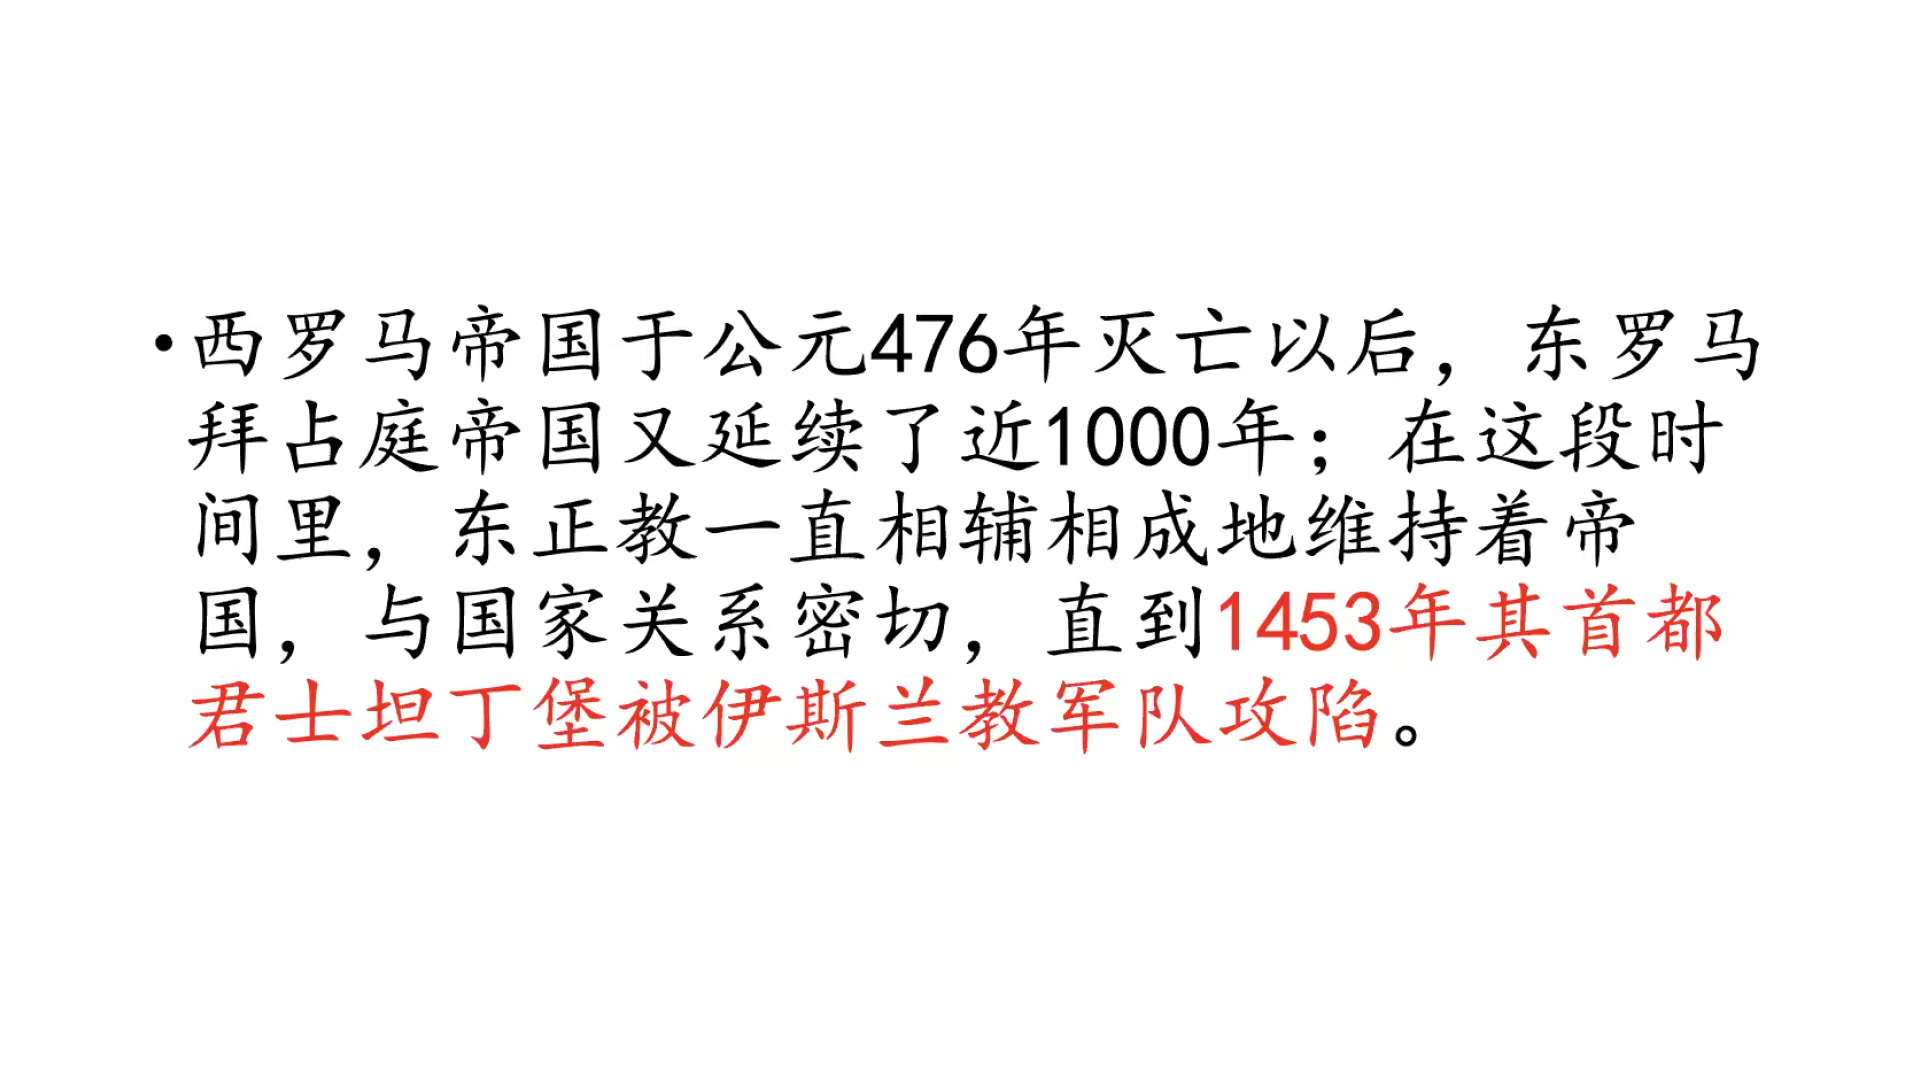 •西罗马帝国于公元476年灭亡以后，东罗马
拜占庭帝国又延续了近1000年；在这段时
间里，东正教一直相辅相成地维持着帝
国，与国家关系密切，直到1453年其首都
君士坦丁堡被伊斯兰教军队攻陷。